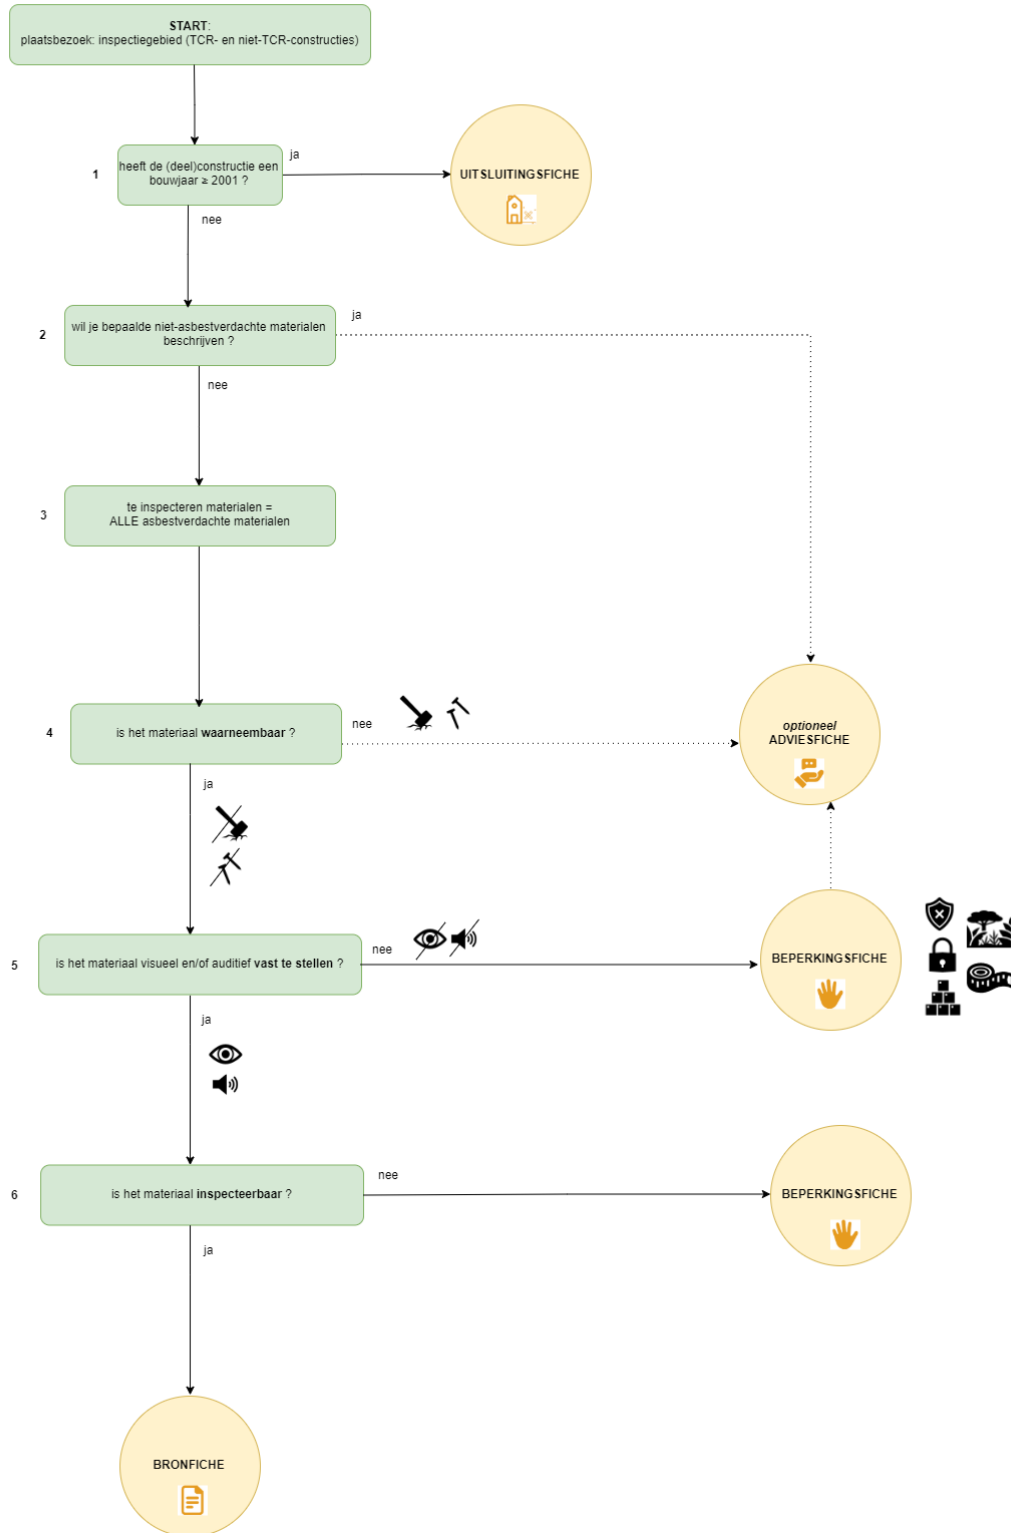 START:
plaatsbezoek: inspectiegebied (TCR- en niet-TCR-constructies)
1
heeft de (deel)constructie een
bouwjaar ≥ 2001 ?
ja
UITSLUITINGSFICHE
nee
2
wil je bepaalde niet-asbestverdachte materialen
beschrijven ?
ja
nee
3
te inspecteren materialen =
ALLE asbestverdachte materialen
4
is het materiaal waarneembaar ?
nee
optioneel
ADVIESFICHE
ja
5
is het materiaal visueel en/of auditief vast te stellen ?
nee
BEPERKINGSFICHE
ja
6
is het materiaal inspecteerbaar ?
nee
BEPERKINGSFICHE
ja
BRONFICHE